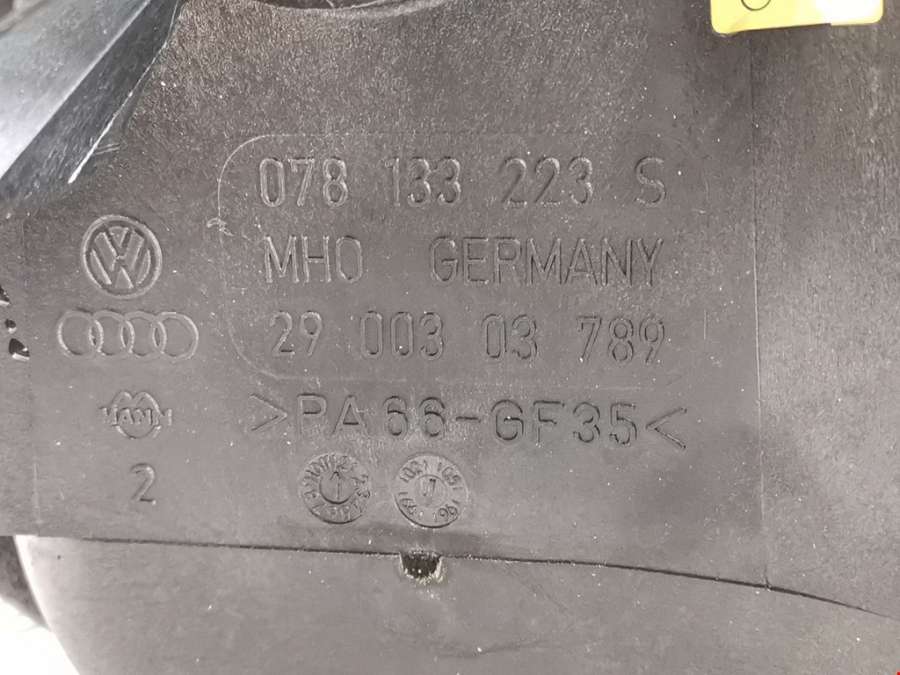 078 133 223 S
MHO GERMANY
29 003 03 789
>PA66-GF35<
2